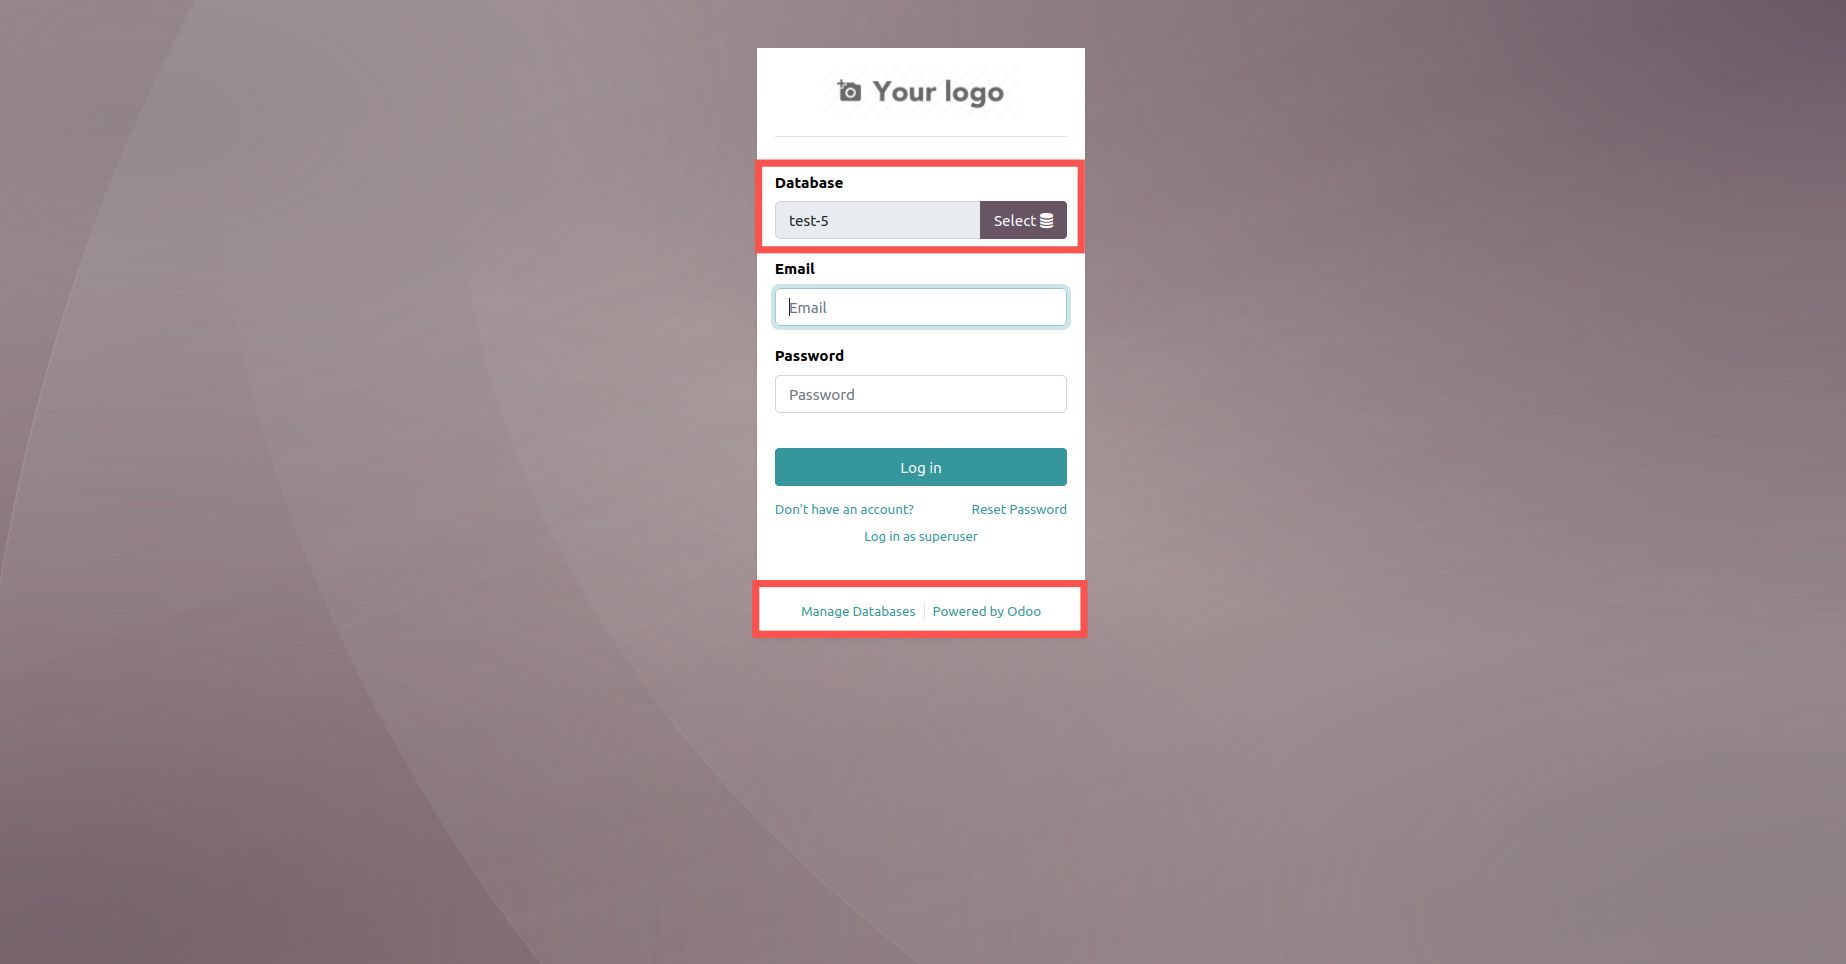 Your logo
Database
test-5 Select
Email
Email
Password
Password
Log in
Don't have an account? Reset Password
Log in as superuser
Manage Databases Powered by Odoo